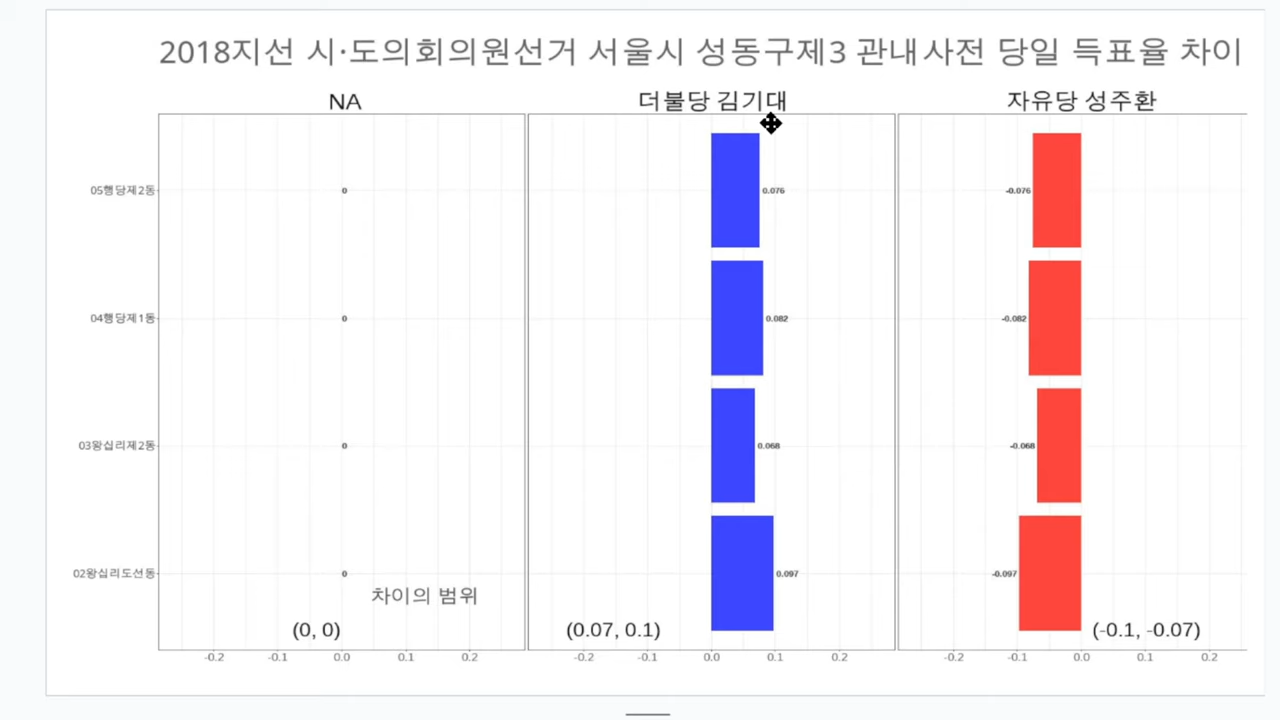 2018지선 시·도의회의원선거 서울시 성동구제3 관내사전 당일 득표율 차이
NA
더불당 김기대
자유당 성주환
05행당제2동
0
0.076
-0.076
04행당제1동
0
0.082
-0.082
03왕십리제2동
0
0.068
-0.068
02왕십리도선동
0
0.097
-0.097
차이의 범위
(0, 0)
(0.07, 0.1)
(-0.1, -0.07)
-0.2 -0.1 0.0 0.1 0.2
-0.2 -0.1 0.0 0.1 0.2
-0.2 -0.1 0.0 0.1 0.2